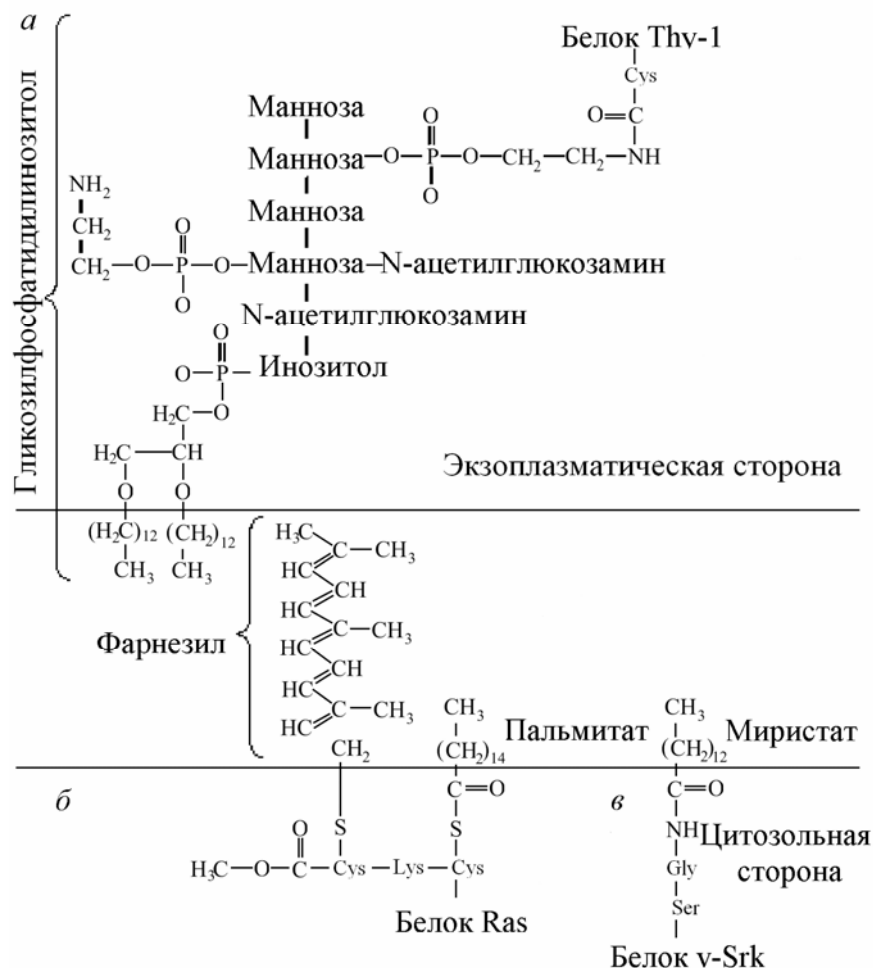 а
Гликозилфосфатидилинозитол
Белок Thy-1
Cys
O=C
Манноза
Манноза—O—P—O—CH2—CH2—NH
O
O
NH2
Манноза
CH2
O
CH2—O—P—O—Манноза—N-ацетилглюкозамин
O
N-ацетилглюкозамин
O
O—P—Инозитол
H2C—O
H2C—CH
Экзоплазматическая сторона
O O
(H2C)12 (CH2)12
CH3 CH3
H3C
C—CH3
HC
CH
HC
C—CH3
HC
CH
HC
C—CH3
HC
CH2
Фарнезил
CH3
(CH2)14
Пальмитат
CH3
(CH2)12
Миристат
б
S
O
H3C—O—C—Cys—Lys—Cys
C=O
S
Белок Ras
в
C=O
NH
Gly
Ser
Цитозольная
сторона
Белок v-Srk